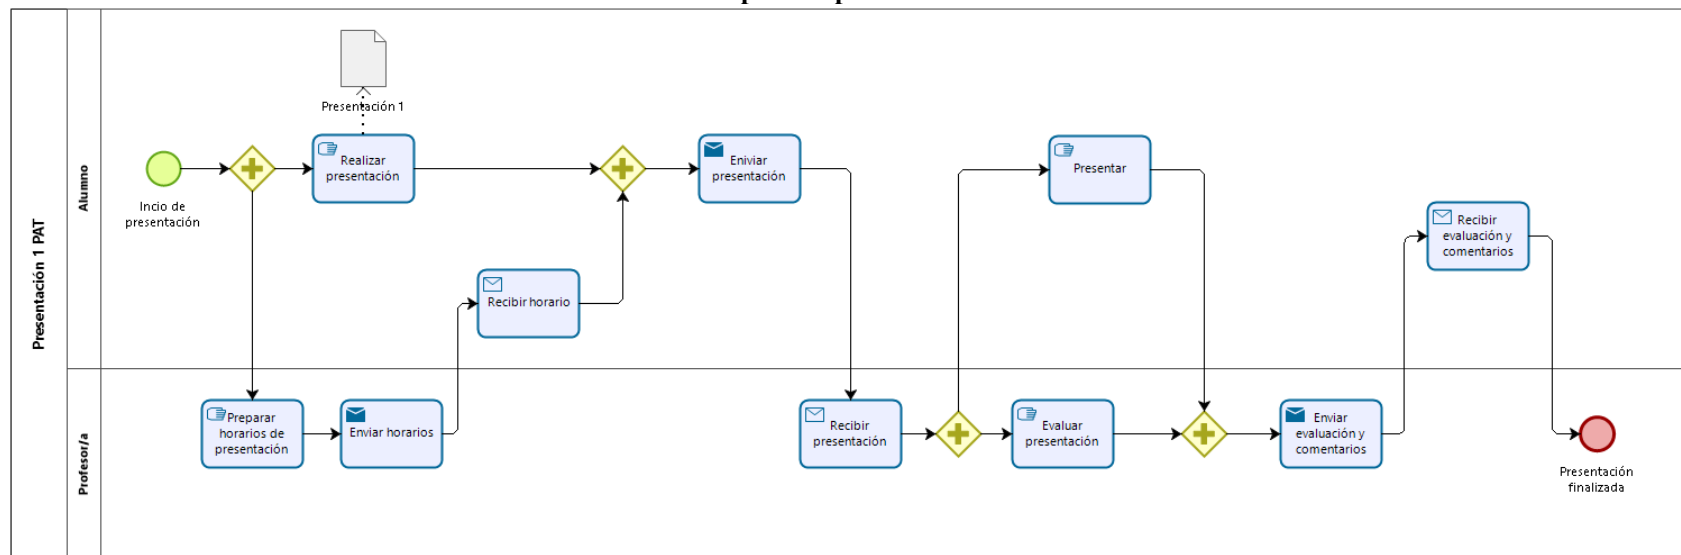 Presentación 1 PAT
Alumno
Profesor/a
Presentación 1
Incio de
presentación
Realizar
presentación
Recibir horario
Eniviar
presentación
Presentar
Recibir
evaluación y
comentarios
Preparar
horarios de
presentación
Enviar horarios
Recibir
presentación
Evaluar
presentación
Enviar
evaluación y
comentarios
Presentación
finalizada